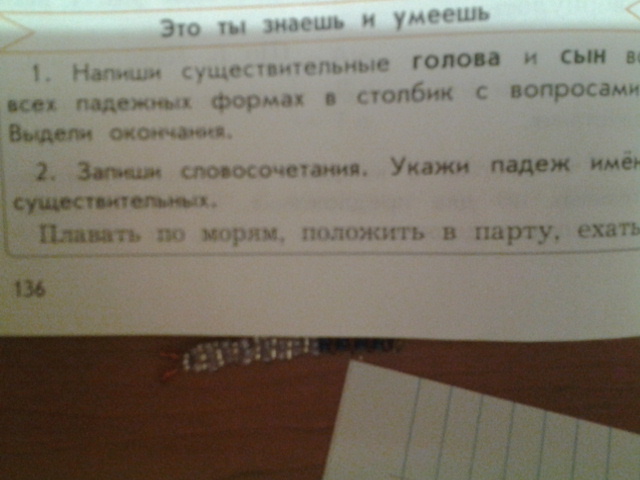 Это ты знаешь и умеешь
1. Напиши существительные голова и сын во
всех падежных формах в столбик с вопросами
Выдели окончания.
2. Запиши словосочетания. Укажи падеж имён
существительных.
Плавать по морям, положить в парту, ехать
136